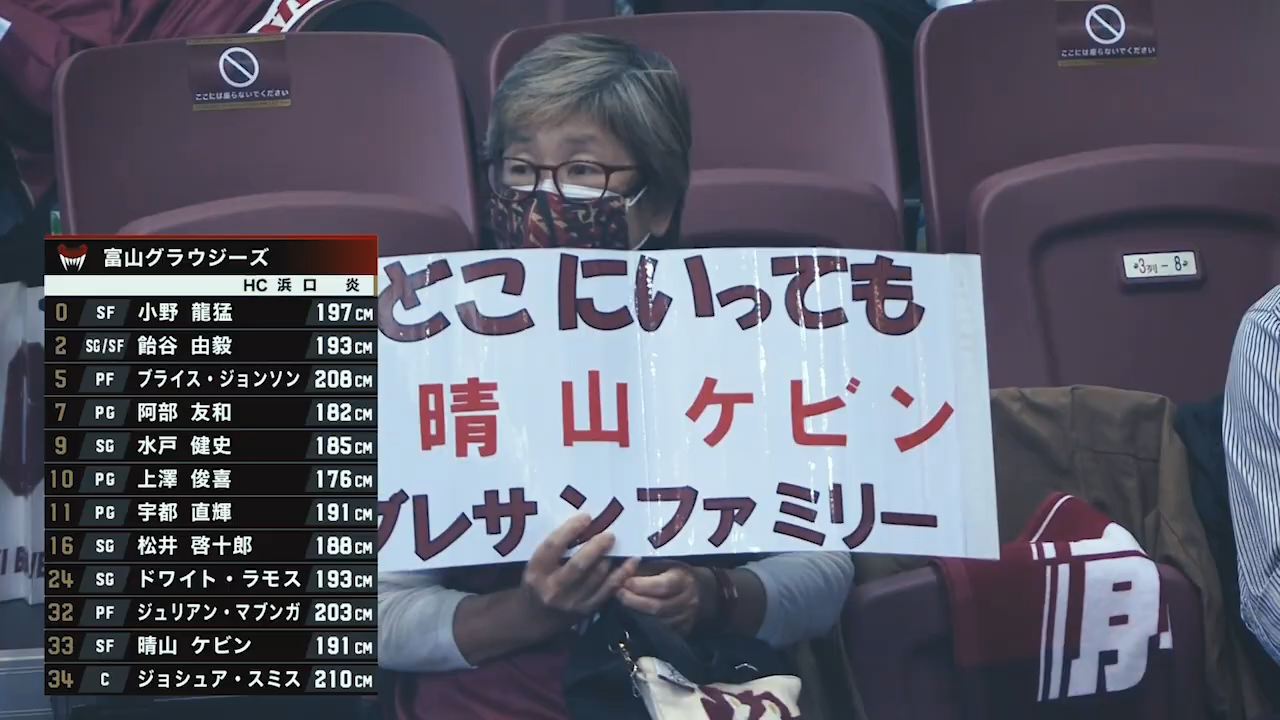 ここには座らないでください
ここには座らないでください
3列-8
どこにいっても
晴山ケビン
ブレサンファミリー
富山グラウジーズ
HC 浜口 炎
0 SF 小野 龍猛 197CM
2 SG/SF 飴谷 由毅 193CM
5 PF ブライス・ジョンソン 208CM
7 PG 阿部 友和 182CM
9 SG 水戸 健史 185CM
10 PG 上澤 俊喜 176CM
11 PG 宇都 直輝 191CM
16 SG 松井 啓十郎 188CM
24 SG ドワイト・ラモス 193CM
32 PF ジュリアン・マブンガ 203CM
33 SF 晴山 ケビン 191CM
34 C ジョシュア・スミス 210CM